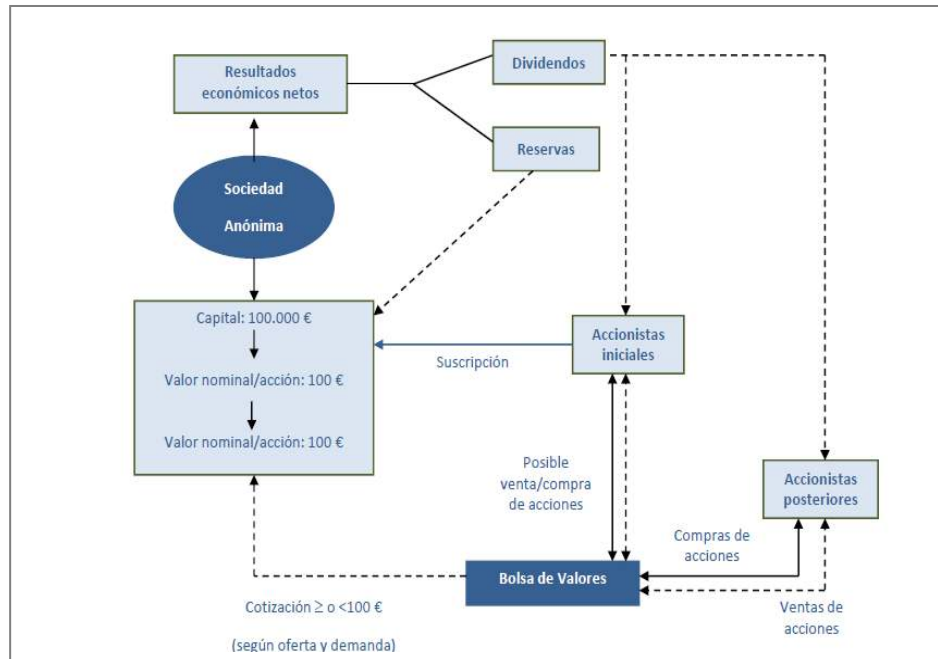 Resultados
económicos netos
Dividendos
Reservas
Sociedad
Anónima
Capital: 100.000 €
Valor nominal/acción: 100 €
Valor nominal/acción: 100 €
Suscripción
Accionistas
iniciales
Posible
venta/compra
de acciones
Accionistas
posteriores
Compras de
acciones
Bolsa de Valores
Ventas de
acciones
Cotización ≥ o <100 €
(según oferta y demanda)